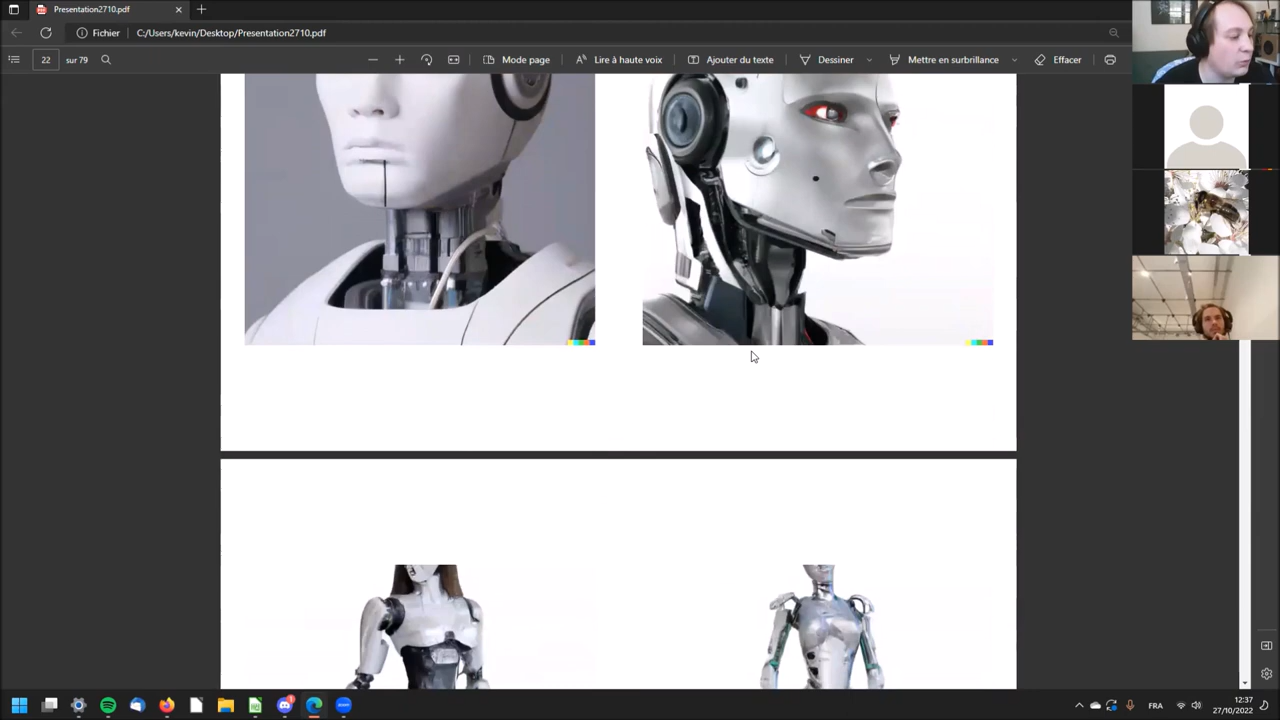 Presentation2710.pdf
Fichier C:/Users/kevin/Desktop/Presentation2710.pdf
22 sur 79 Mode page Lire à haute voix Ajouter du texte Dessiner Mettre en surbrillance Effacer
FRA 12:37
27/10/2022